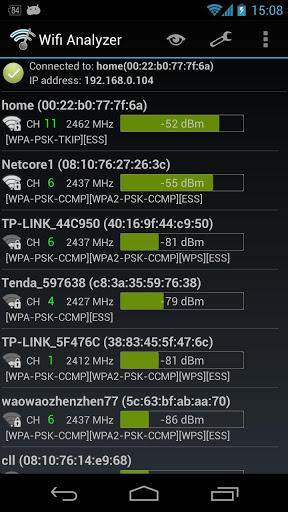 84
15:08
Wifi Analyzer
Connected to: home(00:22:b0:77:7f:6a)
IP address: 192.168.0.104
home (00:22:b0:77:7f:6a)
CH 11 2462 MHz -52 dBm
[WPA-PSK-TKIP][ESS]
Netcore1 (08:10:76:27:26:3c)
CH 6 2437 MHz -55 dBm
[WPA-PSK-CCMP][WPA2-PSK-CCMP][ESS]
TP-LINK_44C950 (40:16:9f:44:c9:50)
CH 6 2437 MHz -81 dBm
[WPA-PSK-CCMP][WPA2-PSK-CCMP][ESS]
Tenda_597638 (c8:3a:35:59:76:38)
CH 4 2427 MHz -79 dBm
[WPA-PSK-CCMP][ESS]
TP-LINK_5F476C (38:83:45:5f:47:6c)
CH 1 2412 MHz -81 dBm
[WPA-PSK-CCMP][WPA2-PSK-CCMP][WPS][ESS]
waowaozhenzhen77 (5c:63:bf:ab:aa:70)
CH 6 2437 MHz -86 dBm
[WPA-PSK-CCMP][WPA2-PSK-CCMP][WPS][ESS]
cll (08:10:76:14:e9:68)